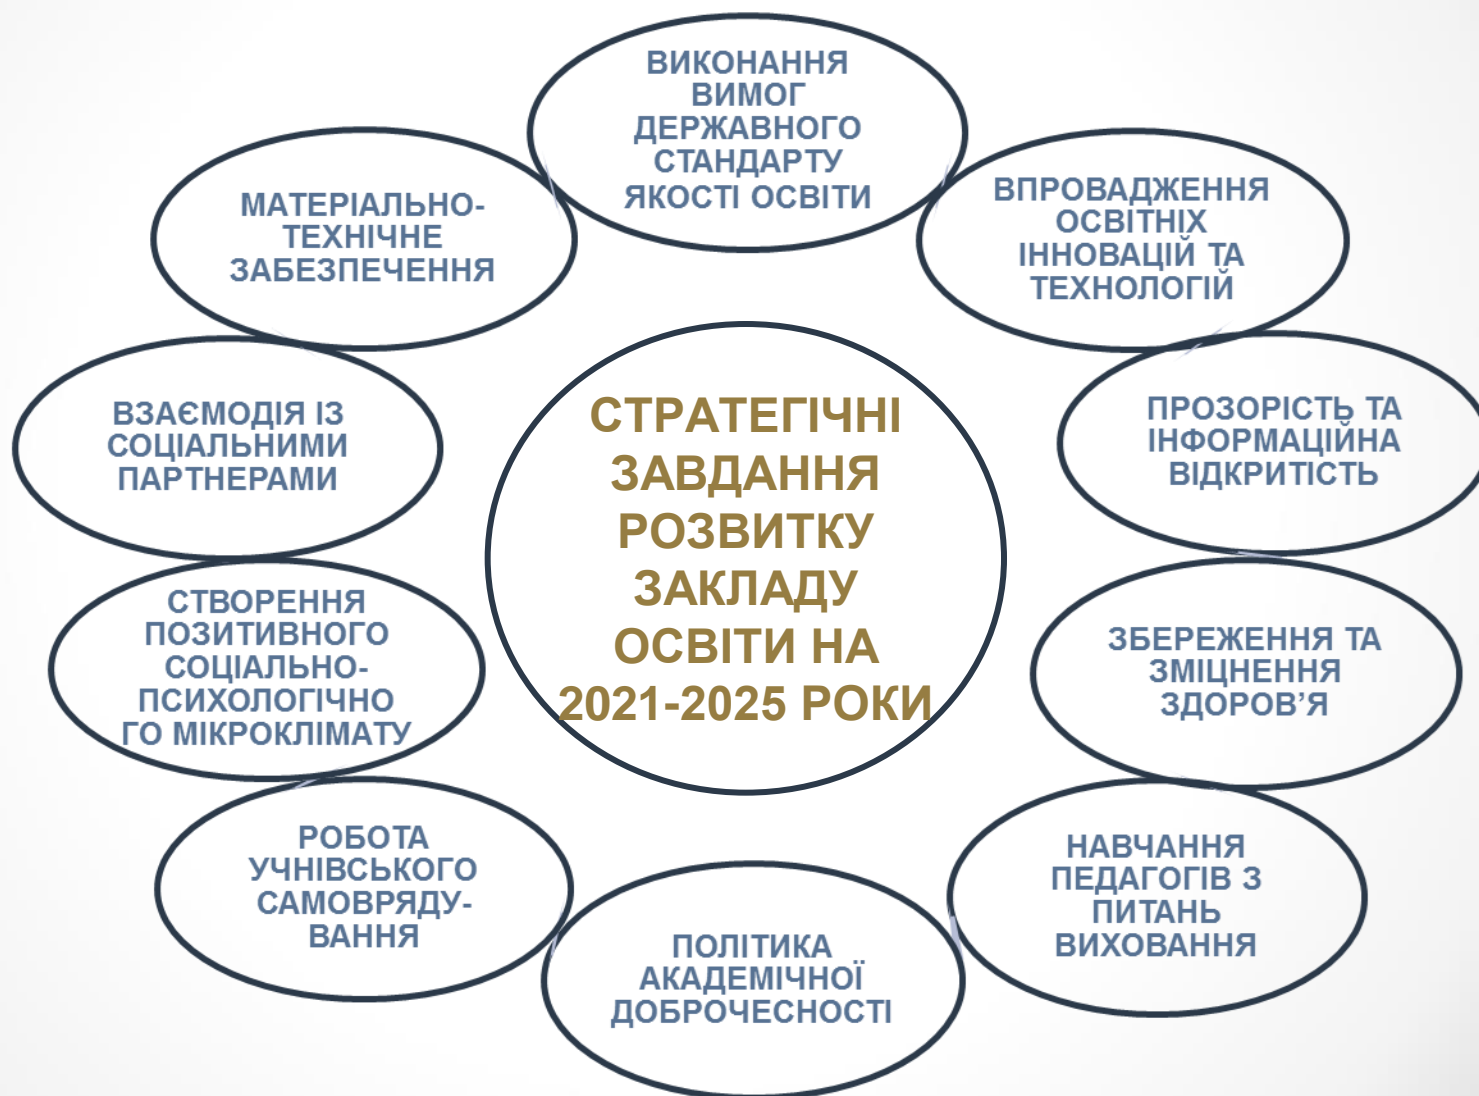 ВИКОНАННЯ
ВИМОГ
ДЕРЖАВНОГО
СТАНДАРТУ
ЯКОСТІ ОСВІТИ
ВПРОВАДЖЕННЯ
ОСВІТНІХ
ІННОВАЦІЙ ТА
ТЕХНОЛОГІЙ
ПРОЗОРІСТЬ ТА
ІНФОРМАЦІЙНА
ВІДКРИТІСТЬ
ЗБЕРЕЖЕННЯ ТА
ЗМІЦНЕННЯ
ЗДОРОВ’Я
НАВЧАННЯ
ПЕДАГОГІВ З
ПИТАНЬ
ВИХОВАННЯ
ПОЛІТИКА
АКАДЕМІЧНОЇ
ДОБРОЧЕСНОСТІ
РОБОТА
УЧНІВСЬКОГО
САМОВРЯДУ-
ВАННЯ
СТВОРЕННЯ
ПОЗИТИВНОГО
СОЦІАЛЬНО-
ПСИХОЛОГІЧНО
ГО МІКРОКЛІМАТУ
ВЗАЄМОДІЯ ІЗ
СОЦІАЛЬНИМИ
ПАРТНЕРАМИ
МАТЕРІАЛЬНО-
ТЕХНІЧНЕ
ЗАБЕЗПЕЧЕННЯ
СТРАТЕГІЧНІ
ЗАВДАННЯ
РОЗВИТКУ
ЗАКЛАДУ
ОСВІТИ НА
2021-2025 РОКИ